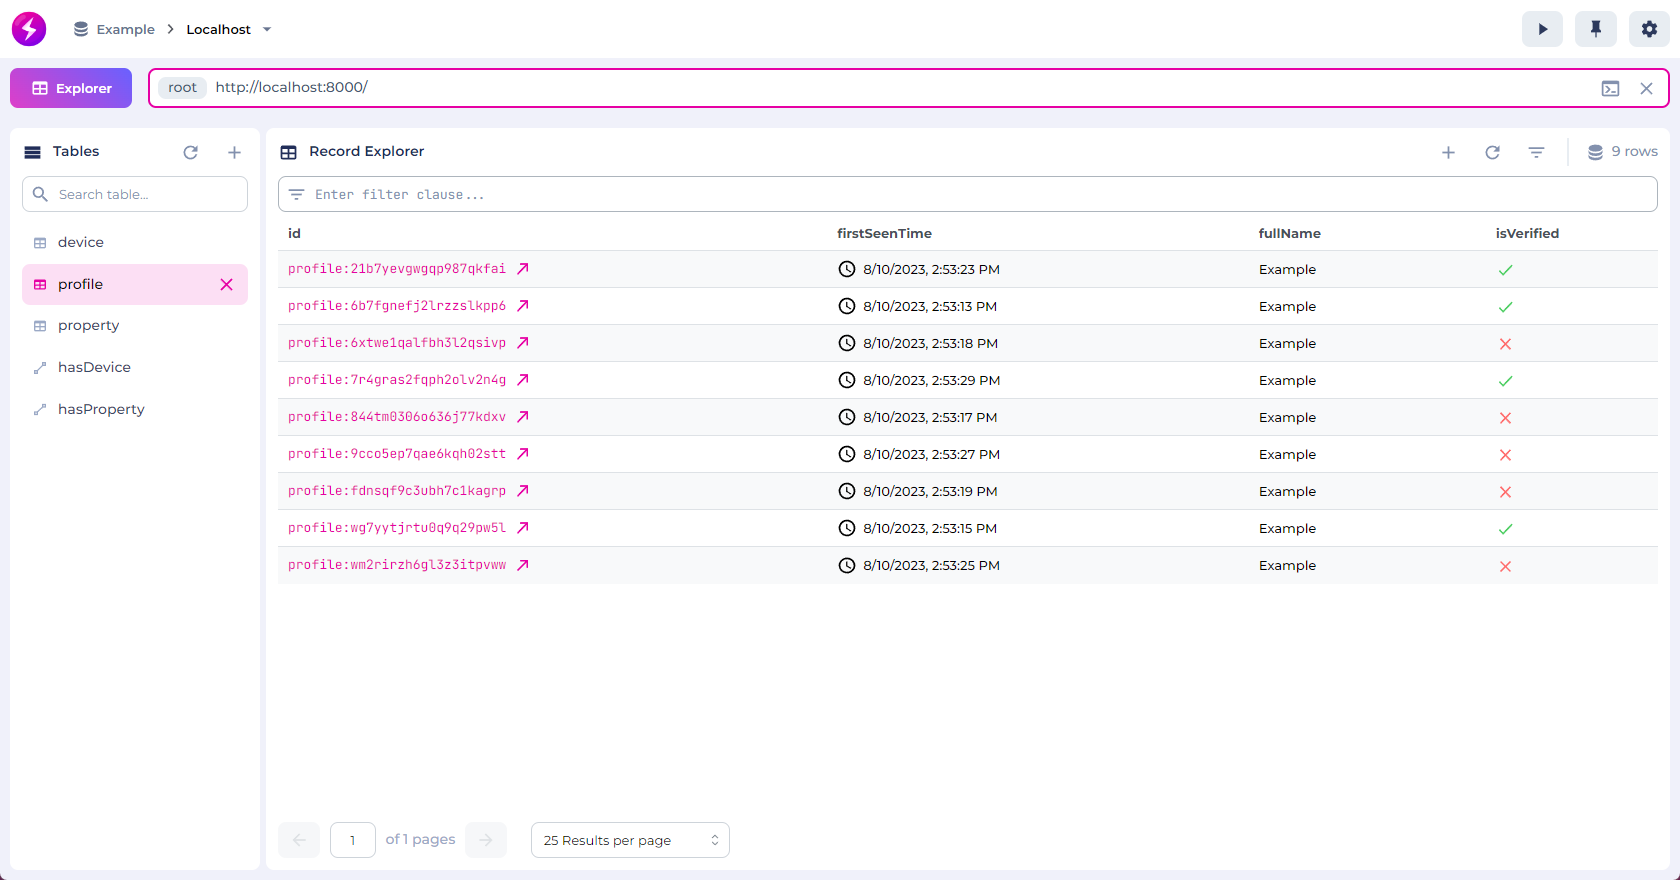 Example > Localhost
Explorer
root http://localhost:8000/
Tables
Search table...
device
profile
property
hasDevice
hasProperty
Record Explorer
9 rows
Enter filter clause...
id firstSeenTime fullName isVerified
profile:21b7yevgwgqp987qkfai 8/10/2023, 2:53:23 PM Example
profile:6b7fgnefj2lrzzslkpp6 8/10/2023, 2:53:13 PM Example
profile:6xtwe1qalfbh3l2qsivp 8/10/2023, 2:53:18 PM Example
profile:7r4gras2fqph2olv2n4g 8/10/2023, 2:53:29 PM Example
profile:844tm0306o636j77kdxv 8/10/2023, 2:53:17 PM Example
profile:9cco5ep7qae6kqh02stt 8/10/2023, 2:53:27 PM Example
profile:fdnsqf9c3ubh7c1kagrp 8/10/2023, 2:53:19 PM Example
profile:wg7yytjrtu0q9q29pw5l 8/10/2023, 2:53:15 PM Example
profile:wm2rirzh6gl3z3itpvww 8/10/2023, 2:53:25 PM Example
1 of 1 pages 25 Results per page